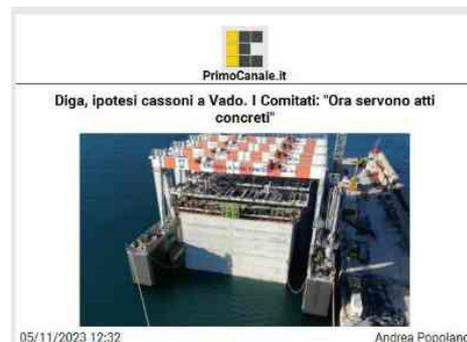 PrimoCanale.it
Diga, ipotesi cassoni a Vado. I Comitati: "Ora servono atti
concreti"
05/11/2023 12:32
Andrea Popolano